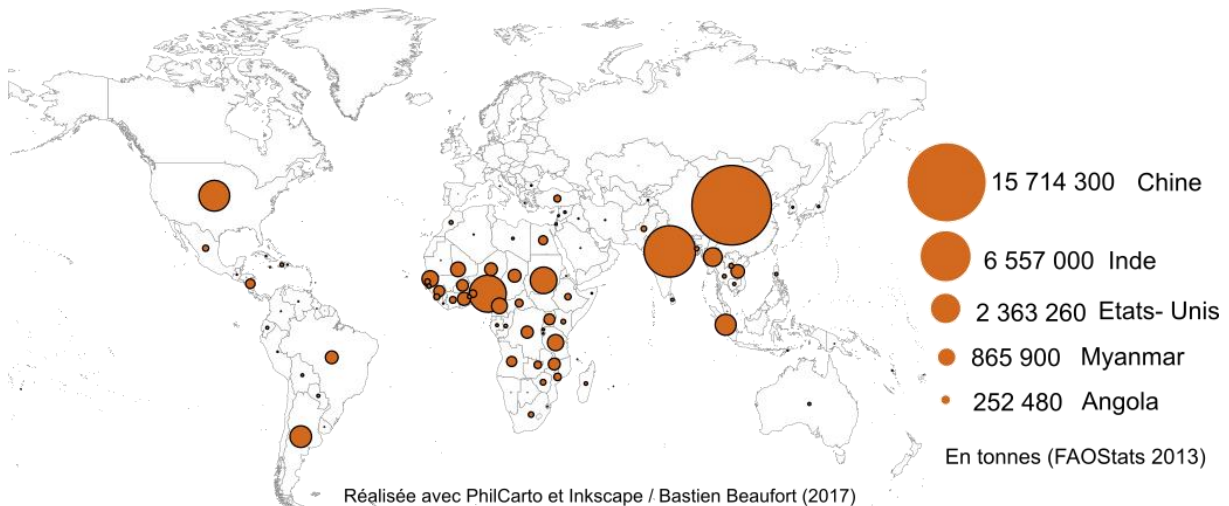 15 714 300 Chine
6 557 000 Inde
2 363 260 Etats- Unis
865 900 Myanmar
252 480 Angola
En tonnes (FAOStats 2013)
Réalisée avec PhilCarto et Inkscape / Bastien Beaufort (2017)